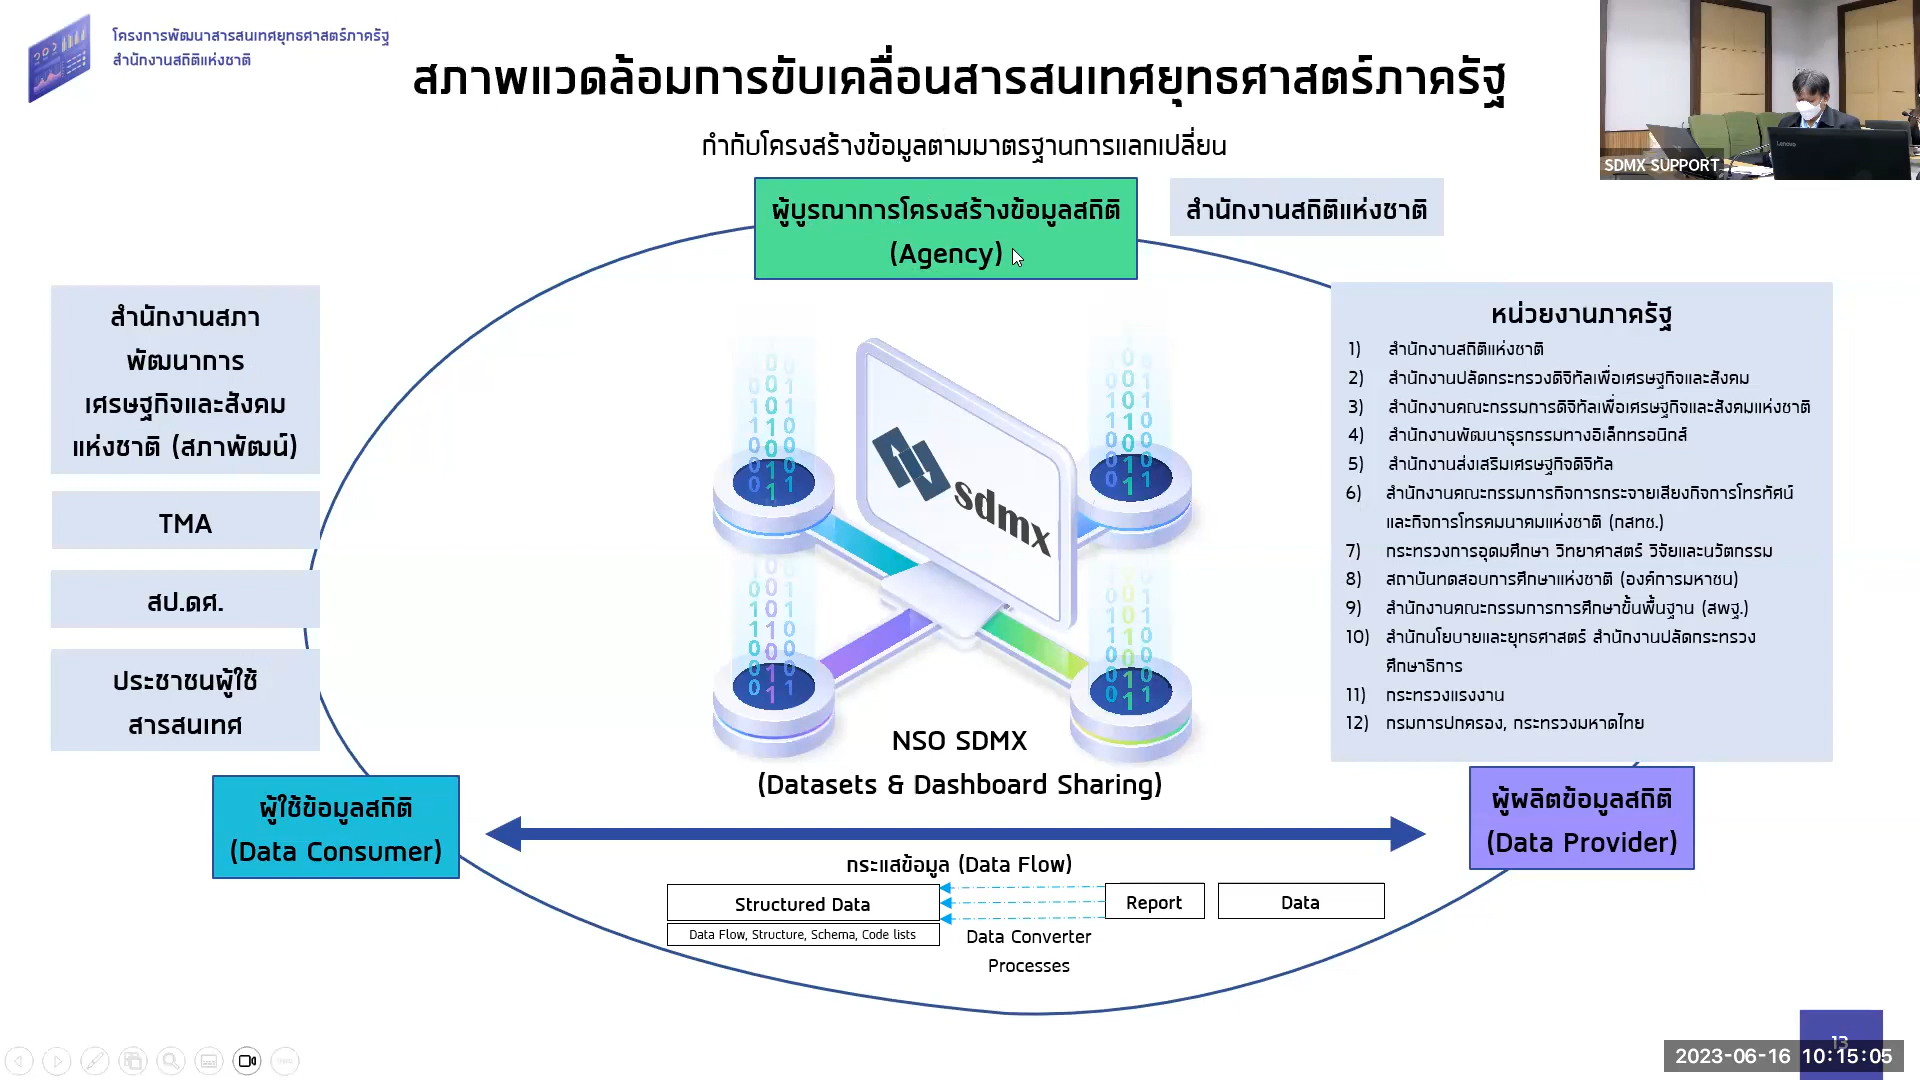 โครงการพัฒนาสารสนเทศยุทธศาสตร์ภาครัฐ
สำนักงานสถิติแห่งชาติ
สภาพแวดล้อมการขับเคลื่อนสารสนเทศยุทธศาสตร์ภาครัฐ
กำกับโครงสร้างข้อมูลตามมาตรฐานการแลกเปลี่ยน
SDMX SUPPORT
ผู้บูรณาการโครงสร้างข้อมูลสถิติ
(Agency)
สำนักงานสถิติแห่งชาติ
สำนักงานสภา
พัฒนาการ
เศรษฐกิจและสังคม
แห่งชาติ (สภาพัฒน์)
TMA
สป.ดศ.
ประชาชนผู้ใช้
สารสนเทศ
ผู้ใช้ข้อมูลสถิติ
(Data Consumer)
sdmx
NSO SDMX
(Datasets & Dashboard Sharing)
หน่วยงานภาครัฐ
1) สำนักงานสถิติแห่งชาติ
2) สำนักงานปลัดกระทรวงดิจิทัลเพื่อเศรษฐกิจและสังคม
3) สำนักงานคณะกรรมการดิจิทัลเพื่อเศรษฐกิจและสังคมแห่งชาติ
4) สำนักงานพัฒนาธุรกรรมทางอิเล็กทรอนิกส์
5) สำนักงานส่งเสริมเศรษฐกิจดิจิทัล
6) สำนักงานคณะกรรมการกิจการกระจายเสียงกิจการโทรทัศน์
และกิจการโทรคมนาคมแห่งชาติ (กสทช.)
7) กระทรวงการอุดมศึกษา วิทยาศาสตร์ วิจัยและนวัตกรรม
8) สถาบันทดสอบการศึกษาแห่งชาติ (องค์การมหาชน)
9) สำนักงานคณะกรรมการการศึกษาขั้นพื้นฐาน (สพฐ.)
10) สำนักนโยบายและยุทธศาสตร์ สำนักงานปลัดกระทรวง
ศึกษาธิการ
11) กระทรวงแรงงาน
12) กรมการปกครอง, กระทรวงมหาดไทย
ผู้ผลิตข้อมูลสถิติ
(Data Provider)
กระแสข้อมูล (Data Flow)
Structured Data
Data Flow, Structure, Schema, Code lists
Report
Data
Data Converter
Processes
13
2023-06-16 10:15:05